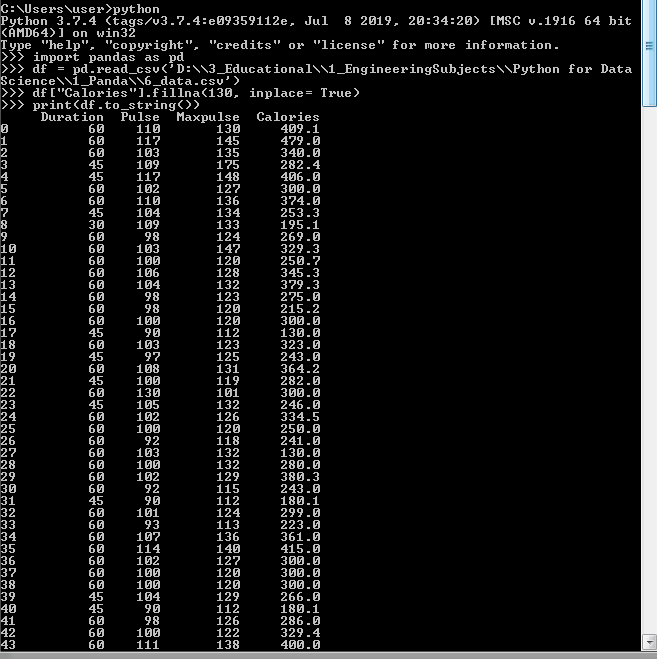 C:\Users\user>python
Python 3.7.4 (tags/v3.7.4:e09359112e, Jul  8 2019, 20:34:20) [MSC v.1916 64 bit
(AMD64)] on win32
Type "help", "copyright", "credits" or "license" for more information.
>>> import pandas as pd
>>> df = pd.read_csv('D:\\3_Educational\\1_EngineeringSubjects\\Python for Data
Science\\1_Panda\\6_data.csv')
>>> df["Calories"].fillna(130, inplace= True)
>>> print(df.to_string())
     Duration  Pulse  Maxpulse  Calories
0          60    110       130     409.1
1          60    117       145     479.0
2          60    103       135     340.0
3          45    109       175     282.4
4          45    117       148     406.0
5          60    102       127     300.0
6          60    110       136     374.0
7          45    104       134     253.3
8          30    109       133     195.1
9          60     98       124     269.0
10         60    103       147     329.3
11         60    100       120     250.7
12         60    106       128     345.3
13         60    104       132     379.3
14         60     98       123     275.0
15         60     98       120     215.2
16         60    100       120     300.0
17         45     90       112     130.0
18         60    103       123     323.0
19         45     97       125     243.0
20         60    108       131     364.2
21         45    100       119     282.0
22         60    130       101     300.0
23         45    105       132     246.0
24         60    102       126     334.5
25         60    100       120     250.0
26         60     92       118     241.0
27         60    103       132     130.0
28         60    100       132     280.0
29         60    102       129     380.3
30         60     92       115     243.0
31         45     90       112     180.1
32         60    101       124     299.0
33         60     93       113     223.0
34         60    107       136     361.0
35         60    114       140     415.0
36         60    102       127     300.0
37         60    100       120     300.0
38         60    100       120     300.0
39         45    104       129     266.0
40         45     90       112     180.1
41         60     98       126     286.0
42         60    100       122     329.4
43         60    111       138     400.0